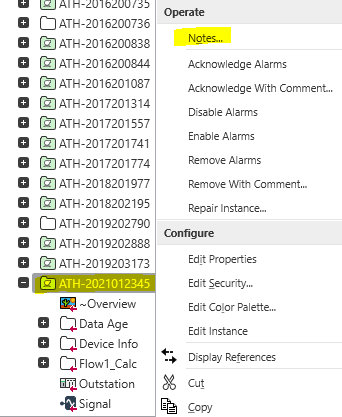 ATH-2016200735
ATH-2016200736
ATH-2016200838
ATH-2016200844
ATH-2016201087
ATH-2017201314
ATH-2017201557
ATH-2017201741
ATH-2017201774
ATH-2018201977
ATH-2018202195
ATH-2019202790
ATH-2019202888
ATH-2019203173
ATH-2021012345
~Overview
Data Age
Device Info
Flow1_Calc
Outstation
Signal
Operate
Notes...
Acknowledge Alarms
Acknowledge With Comment...
Disable Alarms
Enable Alarms
Remove Alarms
Remove With Comment...
Repair Instance...
Configure
Edit Properties
Edit Security...
Edit Color Palette...
Edit Instance
Display References
Cut
Copy